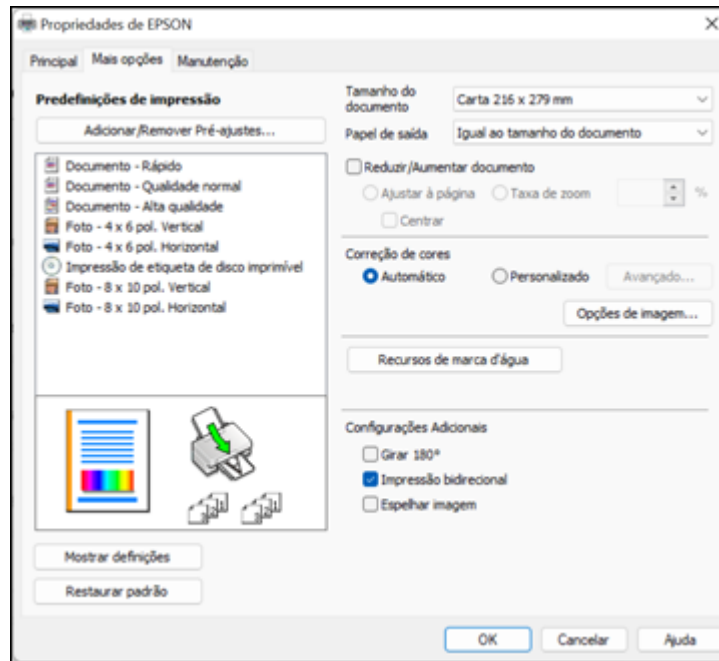 Propriedades de EPSON
Principal Mais opções Manutenção
Predefinições de impressão
Adicionar/Remover Pré-ajustes...
Documento - Rápido
Documento - Qualidade normal
Documento - Alta qualidade
Foto - 4 x 6 pol. Vertical
Foto - 4 x 6 pol. Horizontal
Impressão de etiqueta de disco imprimível
Foto - 8 x 10 pol. Vertical
Foto - 8 x 10 pol. Horizontal
Mostrar definições
Restaurar padrão
Tamanho do
documento
Carta 216 x 279 mm
Papel de saída Igual ao tamanho do documento
Reduzir/Aumentar documento
Ajustar à página Taxa de zoom %
Centrar
Correção de cores
Automático Personalizado Avançado...
Opções de imagem...
Recursos de marca d'água
Configurações Adicionais
Girar 180°
Impressão bidirecional
Espelhar imagem
OK Cancelar Ajuda